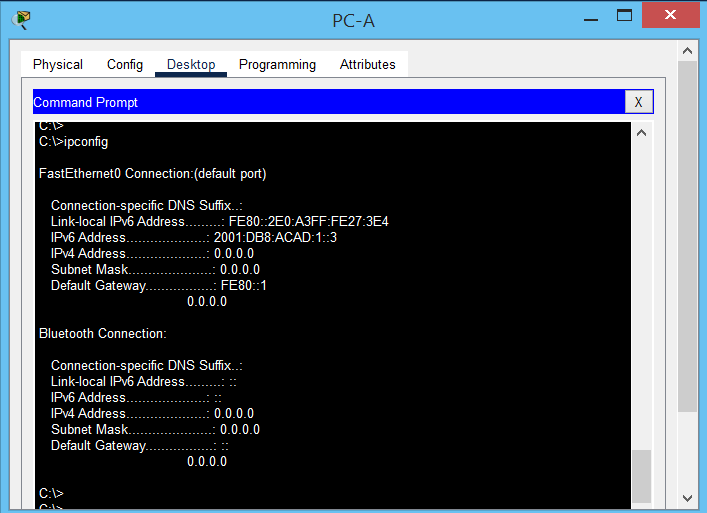 PC-A
Physical Config Desktop Programming Attributes
Command Prompt X
C:\>
C:\>ipconfig
FastEthernet0 Connection:(default port)
Connection-specific DNS Suffix..:
Link-local IPv6 Address.........: FE80::2E0:A3FF:FE27:3E4
IPv6 Address....................: 2001:DB8:ACAD:1::3
IPv4 Address....................: 0.0.0.0
Subnet Mask.....................: 0.0.0.0
Default Gateway.................: FE80::1
0.0.0.0
Bluetooth Connection:
Connection-specific DNS Suffix..:
Link-local IPv6 Address.........: ::
IPv6 Address....................: ::
IPv4 Address....................: 0.0.0.0
Subnet Mask.....................: 0.0.0.0
Default Gateway.................: ::
0.0.0.0
C:\>
C:\>